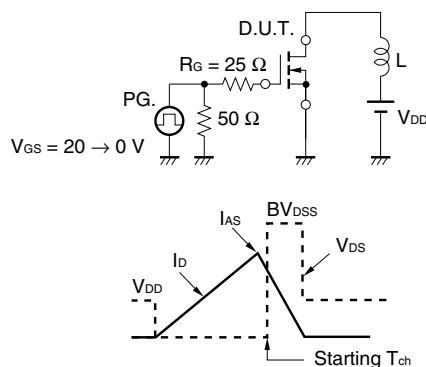 D.U.T.
RG = 25 Ω
L
PG.
50 Ω
VDD
VGS = 20 → 0 V
BVDSS
IAS
ID
VDS
VDD
Starting Tch